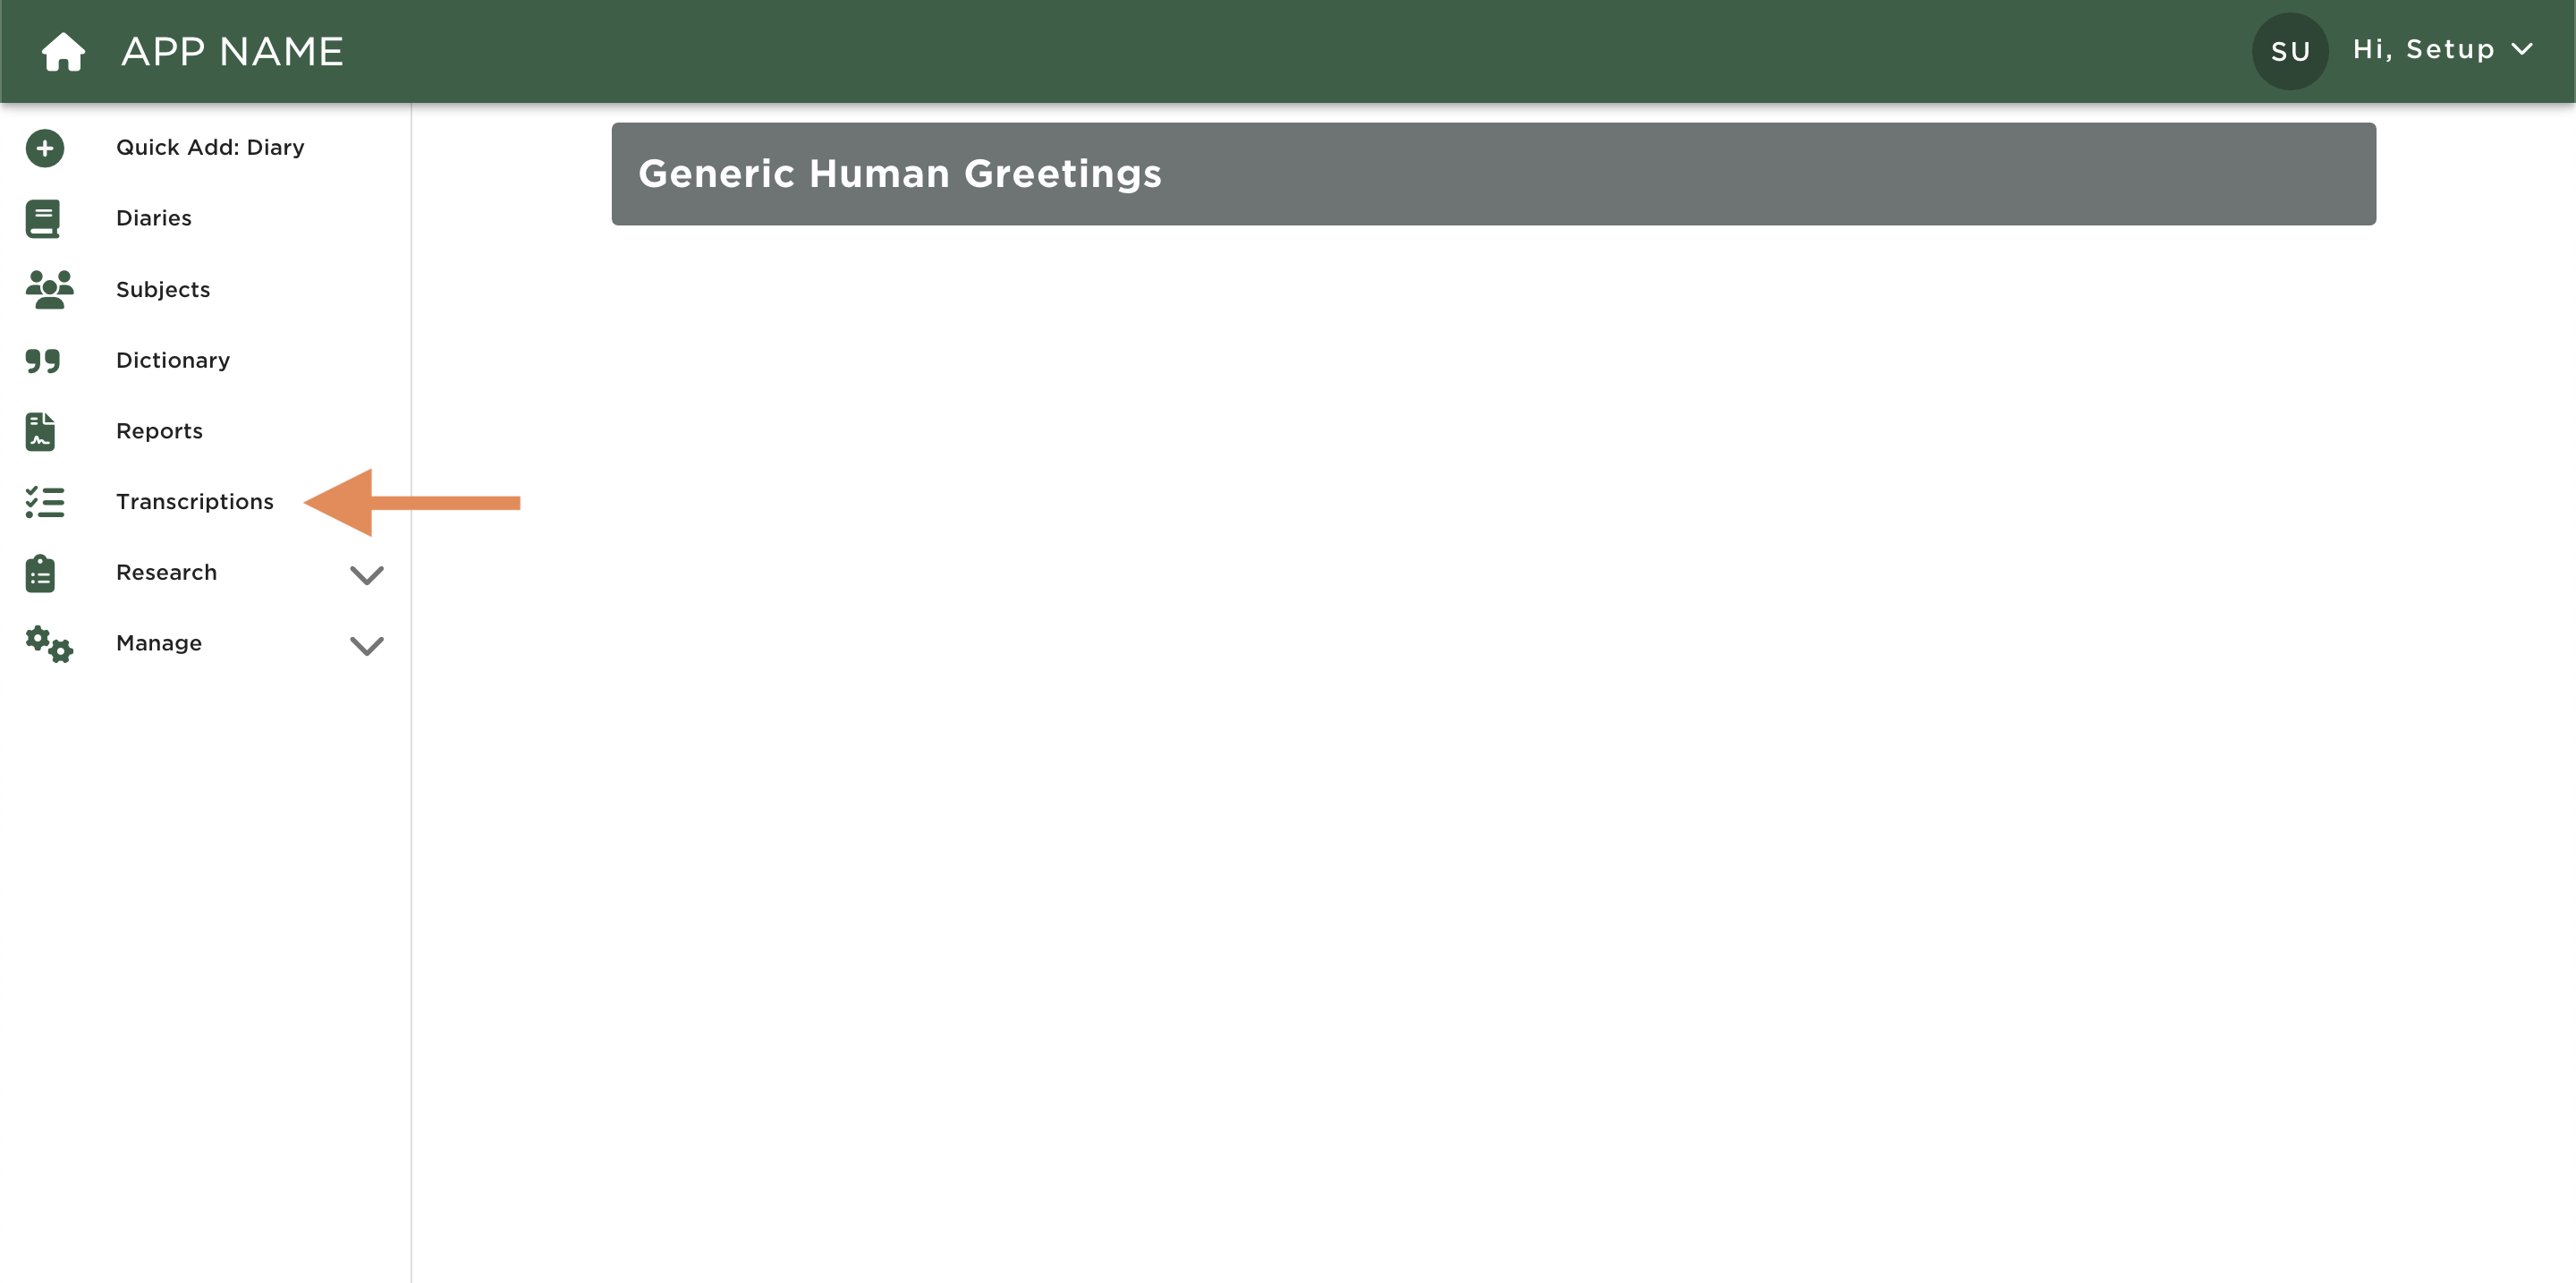 APP NAME
SU
Hi, Setup
Quick Add: Diary
Diaries
Subjects
Dictionary
Reports
Transcriptions
Research
Manage
Generic Human Greetings